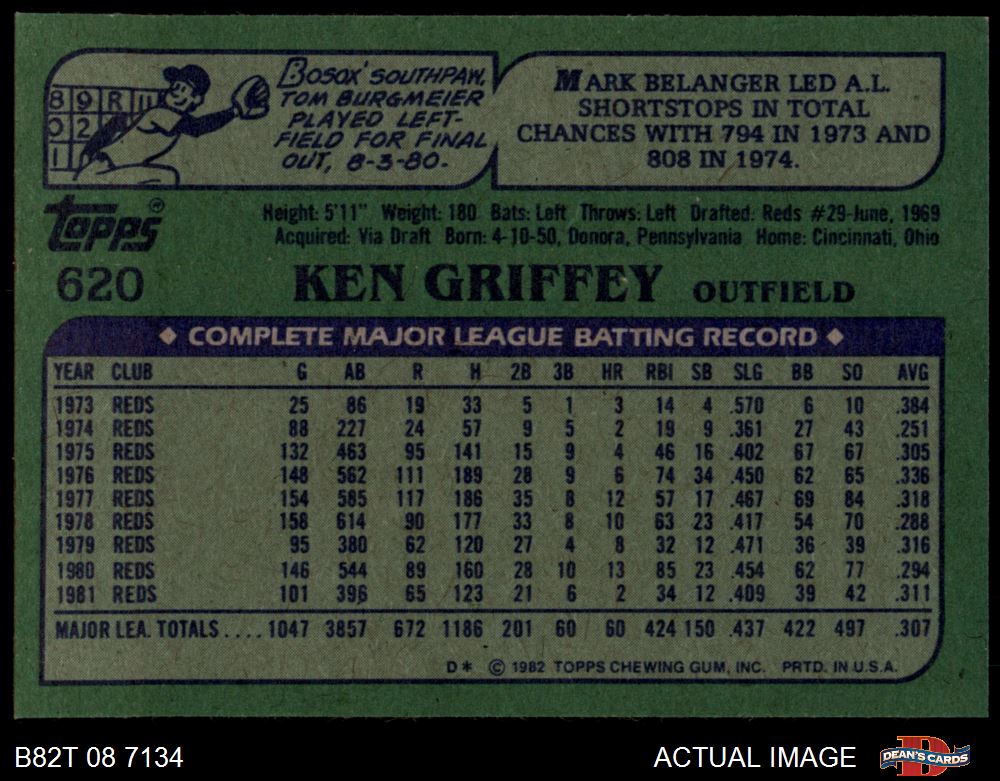 8 9 R H
0 2
1
BOSOX' SOUTHPAW,
TOM BURGMEIER
PLAYED LEFT-
FIELD FOR FINAL
OUT, 8-3-80.
MARK BELANGER LED A.L.
SHORTSTOPS IN TOTAL
CHANCES WITH 794 IN 1973 AND
808 IN 1974.
topps®
Height: 5'11" Weight: 180 Bats: Left Throws: Left Drafted: Reds #29-June, 1969
Acquired: Via Draft Born: 4-10-50, Donora, Pennsylvania Home: Cincinnati, Ohio
620 KEN GRIFFEY OUTFIELD
◆ COMPLETE MAJOR LEAGUE BATTING RECORD ◆
YEAR CLUB G AB R H 2B 3B HR RBI SB SLG BB SO AVG
1973 REDS 25 86 19 33 5 1 3 14 4 .570 6 10 .384
1974 REDS 88 227 24 57 9 5 2 19 9 .361 27 43 .251
1975 REDS 132 463 95 141 15 9 4 46 16 .402 67 67 .305
1976 REDS 148 562 111 189 28 9 6 74 34 .450 62 65 .336
1977 REDS 154 585 117 186 35 8 12 57 17 .467 69 84 .318
1978 REDS 158 614 90 177 33 8 10 63 23 .417 54 70 .288
1979 REDS 95 380 62 120 27 4 8 32 12 .471 36 39 .316
1980 REDS 146 544 89 160 28 10 13 85 23 .454 62 77 .294
1981 REDS 101 396 65 123 21 6 2 34 12 .409 39 42 .311
MAJOR LEA. TOTALS .... 1047 3857 672 1186 201 60 60 424 150 .437 422 497 .307
D* © 1982 TOPPS CHEWING GUM, INC. PRTD. IN U.S.A.
B82T 08 7134 ACTUAL IMAGE DEAN'S CARDS